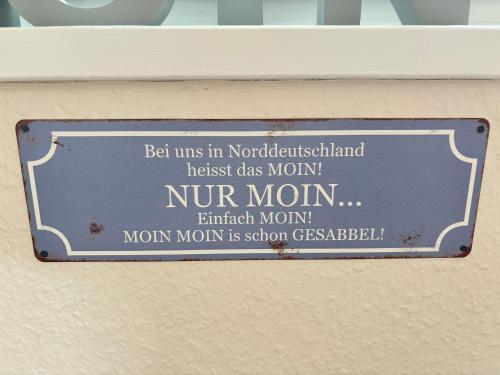 Bei uns in Norddeutschland
heisst das MOIN!
NUR MOIN...
Einfach MOIN!
MOIN MOIN is schon GESABBEL!